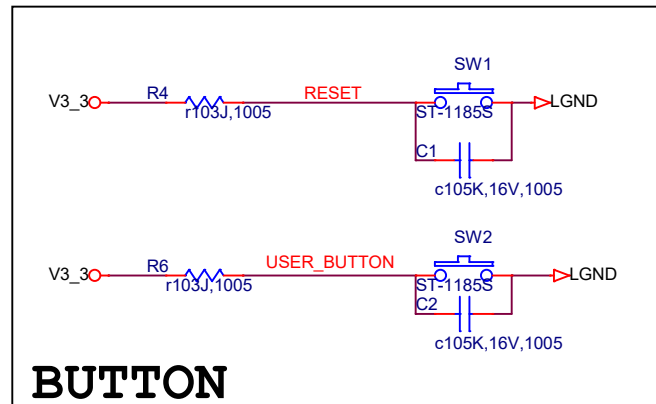 SW1
V3_3
R4
RESET
LGND
r103J,1005
ST-1185S
C1
c105K,16V,1005
SW2
V3_3
R6
USER_BUTTON
LGND
r103J,1005
ST-1185S
C2
c105K,16V,1005
BUTTON